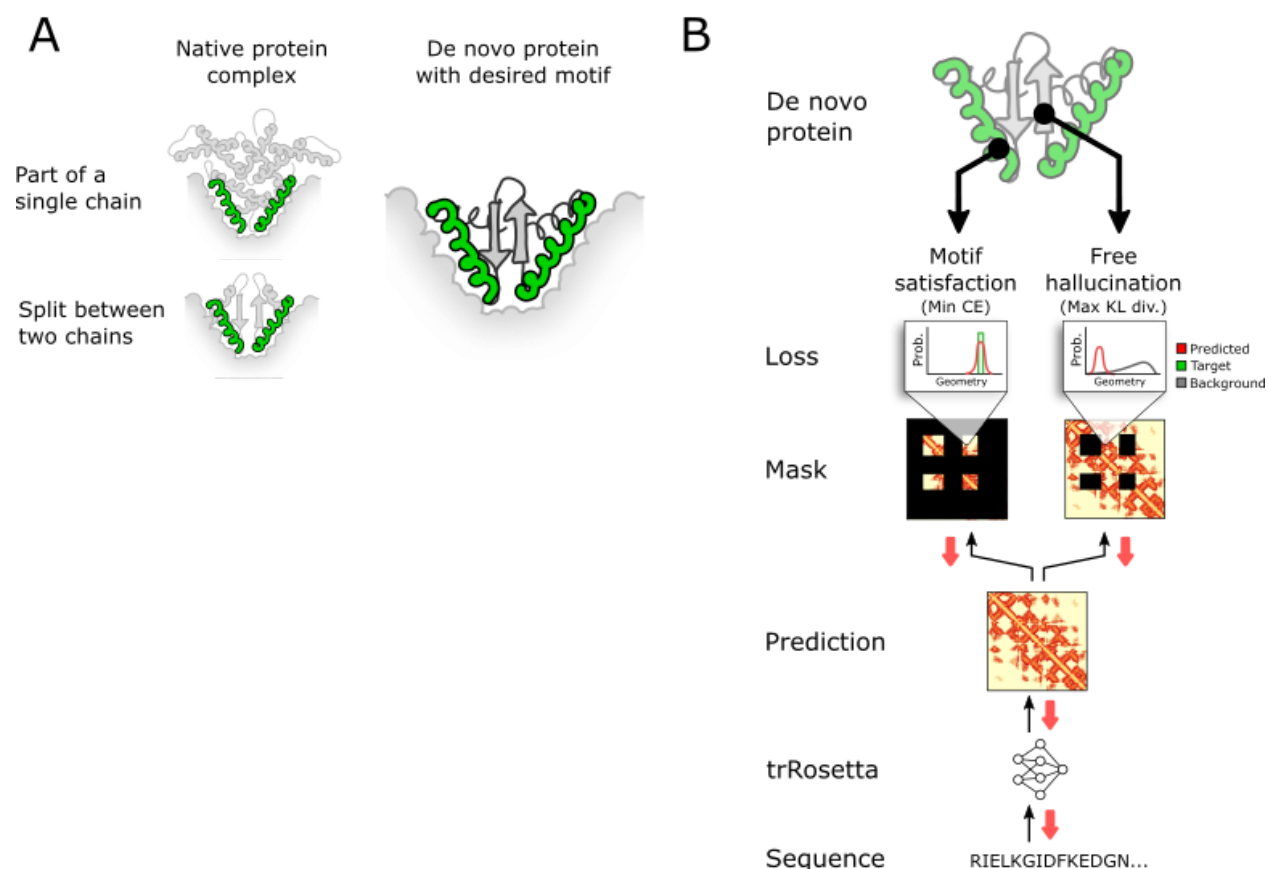 A
Native protein
complex
De novo protein
with desired motif
Part of a
single chain
Split between
two chains
B
De novo
protein
Motif
satisfaction
(Min CE)
Free
hallucination
(Max KL div.)
Loss
Prob.
Geometry
Prob.
Geometry
Predicted
Target
Background
Mask
Prediction
trRosetta
Sequence
RIELKGIDFKEDGN...